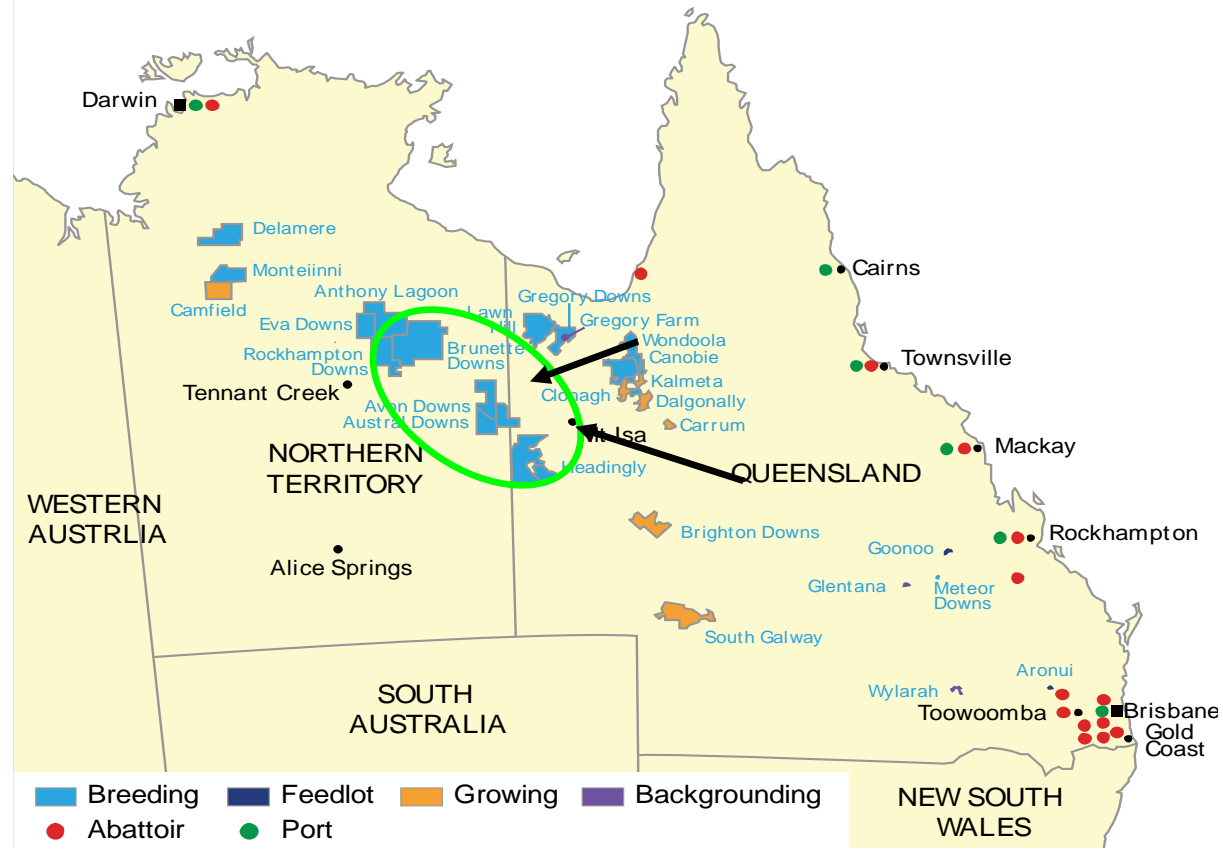 Darwin
Delamere
Monteiinni
Camfield
Anthony Lagoon
Eva Downs
Rockhampton
Downs
Brunette
Downs
Tennant Creek
Avon Downs
Austral Downs
Lawn
Hill
Gregory Downs
Gregory Farm
Wondoola
Canobie
Kalmeta
Clonagh
Dalgonally
Carrum
Mt Isa
Headingly
Cairns
Townsville
Mackay
Rockhampton
NORTHERN
TERRITORY
QUEENSLAND
WESTERN
AUSTRLIA
Alice Springs
Brighton Downs
Goonoo
Glentana
Meteor
Downs
South Galway
SOUTH
AUSTRALIA
Wylarah
Aronui
Toowoomba
Brisbane
Gold
Coast
NEW SOUTH
WALES
Breeding
Feedlot
Growing
Backgrounding
Abattoir
Port